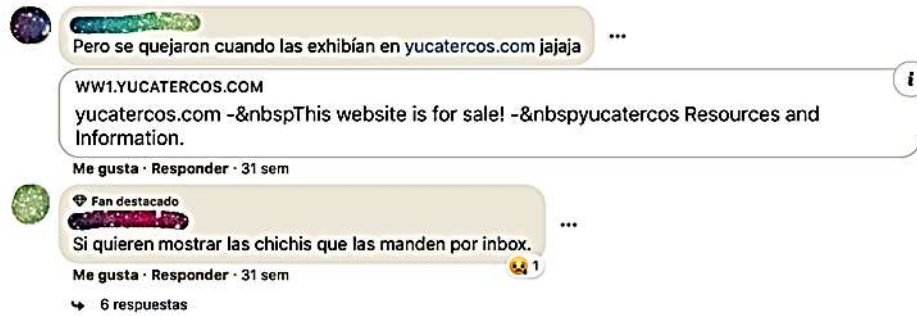 Pero se quejaron cuando las exhibían en yucatercos.com jajaja
WW1.YUCATERCOS.COM
yucatercos.com -&nbspThis website is for sale! -&nbspyucatercos Resources and
Information.
Me gusta · Responder · 31 sem
Fan destacado
Si quieren mostrar las chichis que las manden por inbox.
1
Me gusta · Responder · 31 sem
6 respuestas